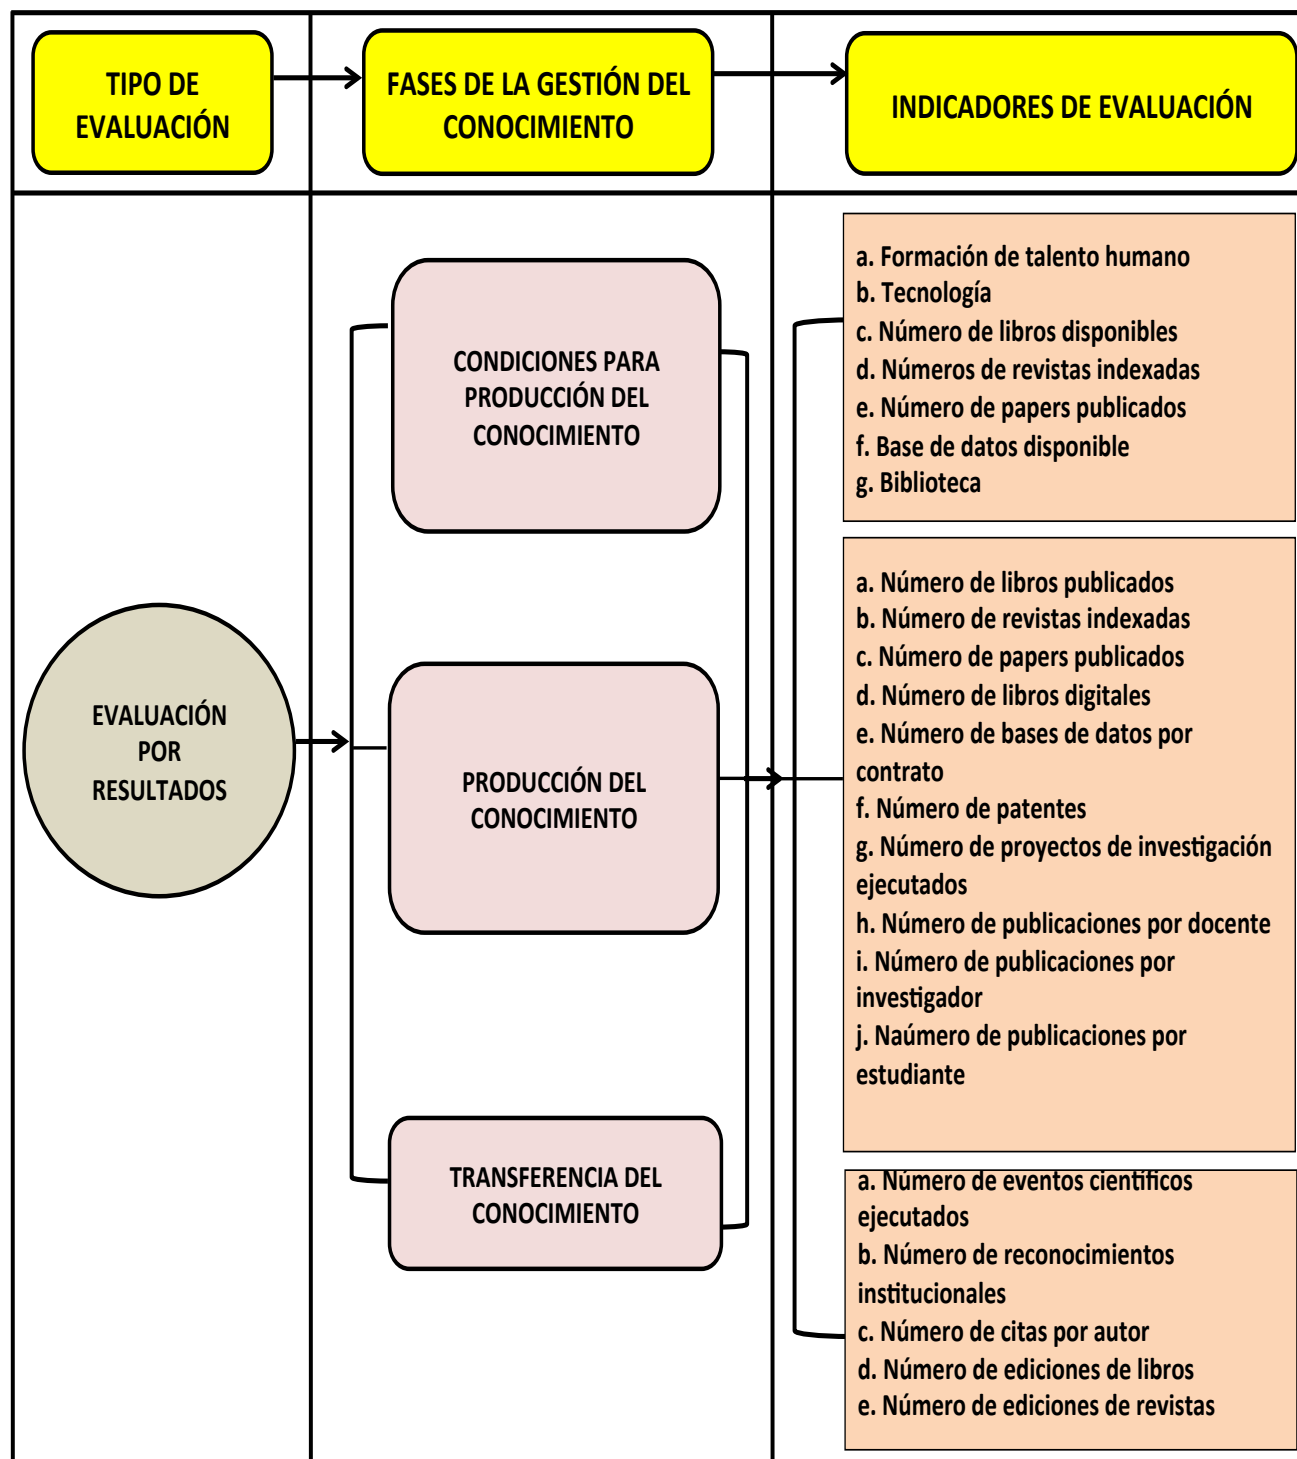 TIPO DE
EVALUACIÓN
FASES DE LA GESTIÓN DEL
CONOCIMIENTO
INDICADORES DE EVALUACIÓN
EVALUACIÓN
POR
RESULTADOS
CONDICIONES PARA
PRODUCCIÓN DEL
CONOCIMIENTO
PRODUCCIÓN DEL
CONOCIMIENTO
TRANSFERENCIA DEL
CONOCIMIENTO
a. Formación de talento humano
b. Tecnología
c. Número de libros disponibles
d. Números de revistas indexadas
e. Número de papers publicados
f. Base de datos disponible
g. Biblioteca
a. Número de libros publicados
b. Número de revistas indexadas
c. Número de papers publicados
d. Número de libros digitales
e. Número de bases de datos por
contrato
f. Número de patentes
g. Número de proyectos de investigación
ejecutados
h. Número de publicaciones por docente
i. Número de publicaciones por
investigador
j. Naúmero de publicaciones por
estudiante
a. Número de eventos científicos
ejecutados
b. Número de reconocimientos
institucionales
c. Número de citas por autor
d. Número de ediciones de libros
e. Número de ediciones de revistas